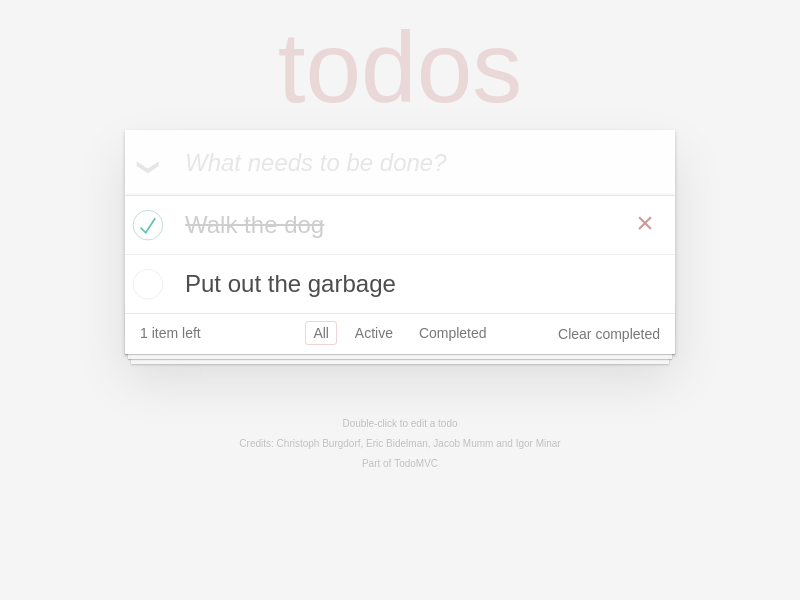 todos
What needs to be done?
Walk the dog
Put out the garbage
1 item left All Active Completed Clear completed
Double-click to edit a todo
Credits: Christoph Burgdorf, Eric Bidelman, Jacob Mumm and Igor Minar
Part of TodoMVC